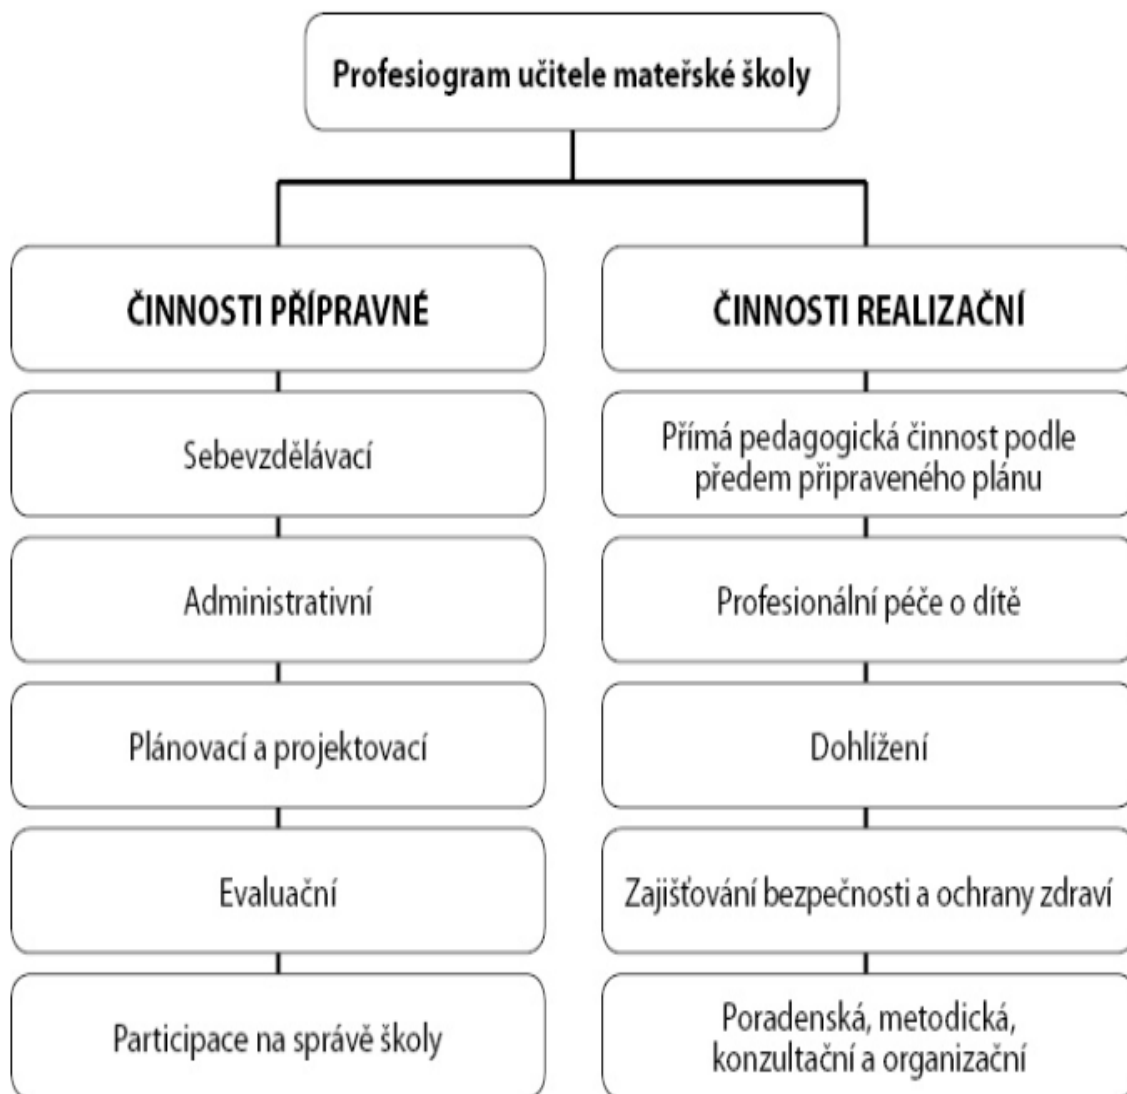 Profesiogram učitele mateřské školy
ČINNOSTI PŘÍPRAVNÉ
Sebevzdělávací
Administrativní
Plánovací a projektovací
Evaluační
Participace na správě školy
ČINNOSTI REALIZAČNÍ
Přímá pedagogická činnost podle
předem připraveného plánu
Profesionální péče o dítě
Dohlížení
Zajišťování bezpečnosti a ochrany zdraví
Poradenská, metodická,
konzultační a organizační